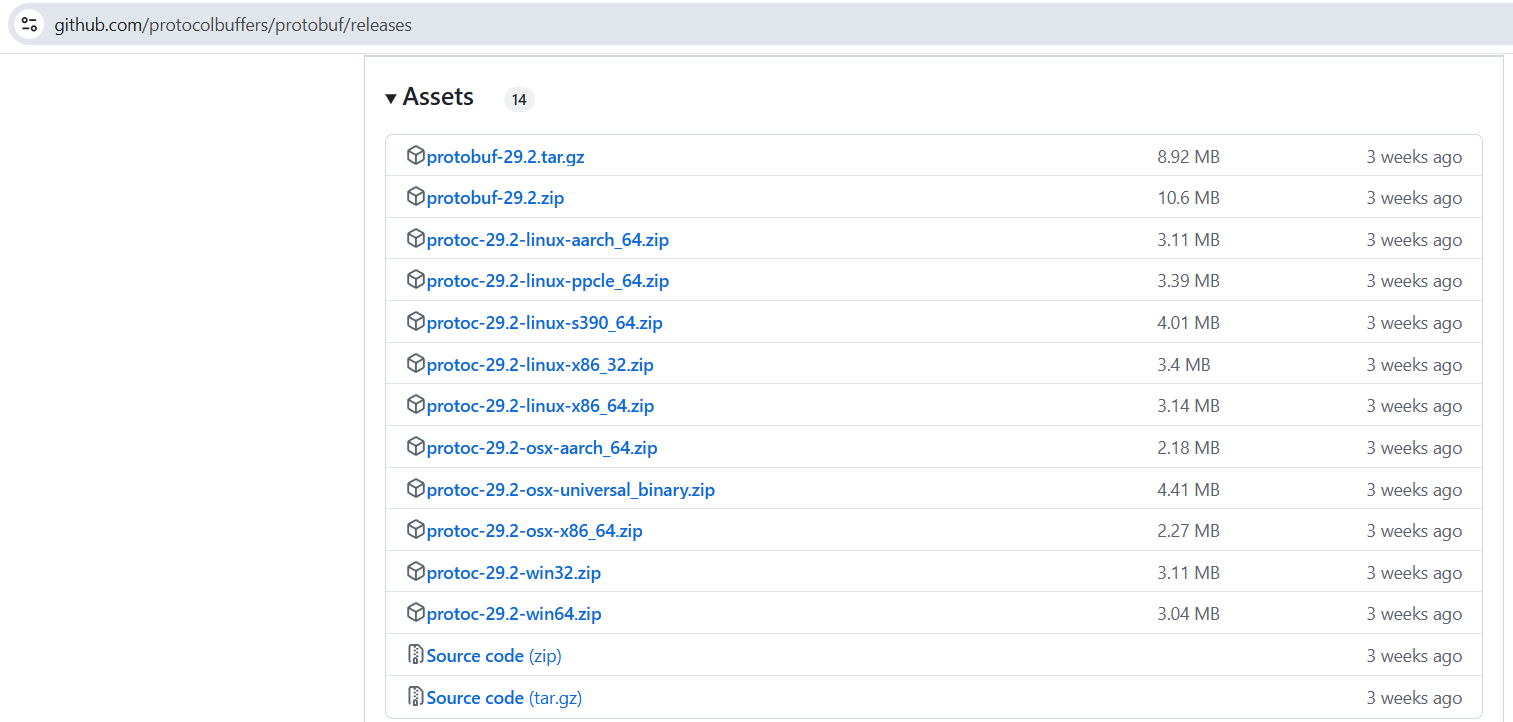 github.com/protocolbuffers/protobuf/releases
Assets 14
protobuf-29.2.tar.gz 8.92 MB 3 weeks ago
protobuf-29.2.zip 10.6 MB 3 weeks ago
protoc-29.2-linux-aarch_64.zip 3.11 MB 3 weeks ago
protoc-29.2-linux-ppcle_64.zip 3.39 MB 3 weeks ago
protoc-29.2-linux-s390_64.zip 4.01 MB 3 weeks ago
protoc-29.2-linux-x86_32.zip 3.4 MB 3 weeks ago
protoc-29.2-linux-x86_64.zip 3.14 MB 3 weeks ago
protoc-29.2-osx-aarch_64.zip 2.18 MB 3 weeks ago
protoc-29.2-osx-universal_binary.zip 4.41 MB 3 weeks ago
protoc-29.2-osx-x86_64.zip 2.27 MB 3 weeks ago
protoc-29.2-win32.zip 3.11 MB 3 weeks ago
protoc-29.2-win64.zip 3.04 MB 3 weeks ago
Source code (zip) 3 weeks ago
Source code (tar.gz) 3 weeks ago